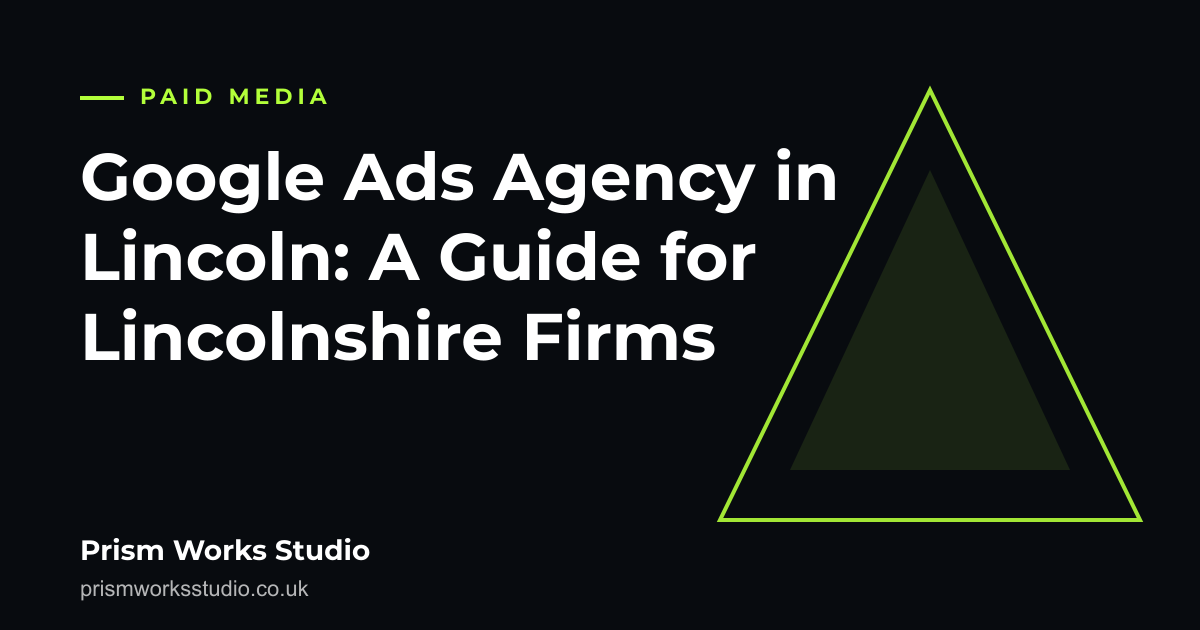 PAID MEDIA
Google Ads Agency in
Lincoln: A Guide for
Lincolnshire Firms
Prism Works Studio
prismworksstudio.co.uk